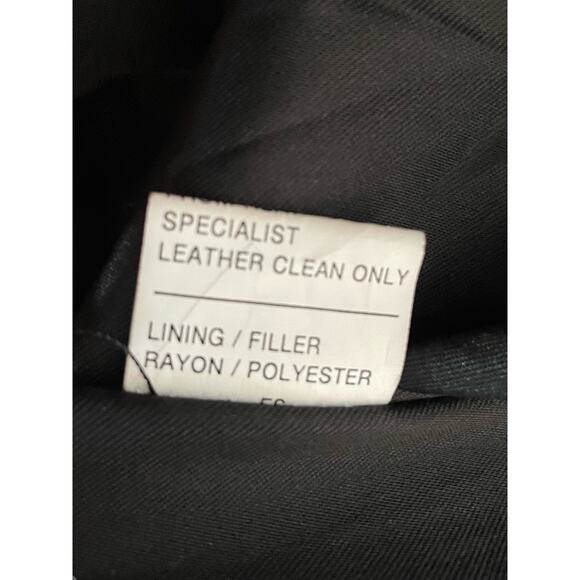 SPECIALIST
LEATHER CLEAN ONLY
LINING / FILLER
RAYON / POLYESTER